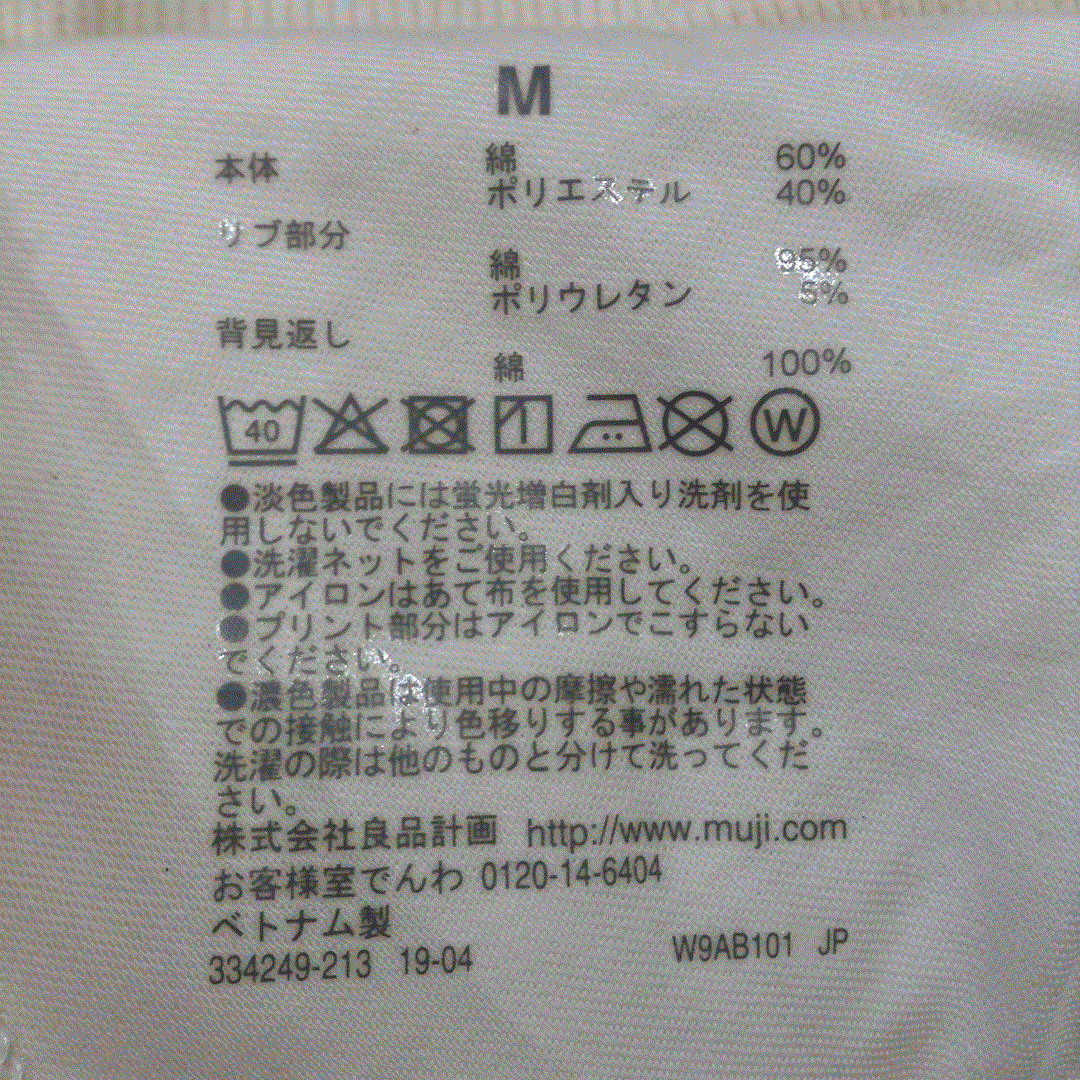 M
本体 綿 60%
ポリエステル 40%
リブ部分
綿 95%
ポリウレタン 5%
背見返し
綿 100%
40 W
●淡色製品には蛍光増白剤入り洗剤を使
用しないでください。
●洗濯ネットをご使用ください。
●アイロンはあて布を使用してください。
●プリント部分はアイロンでこすらない
でください。
●濃色製品は使用中の摩擦や濡れた状態
での接触により色移りする事があります。
洗濯の際は他のものと分けて洗ってくだ
さい。
株式会社良品計画 http://www.muji.com
お客様室でんわ 0120-14-6404
ベトナム製
334249-213 19-04 W9AB101 JP